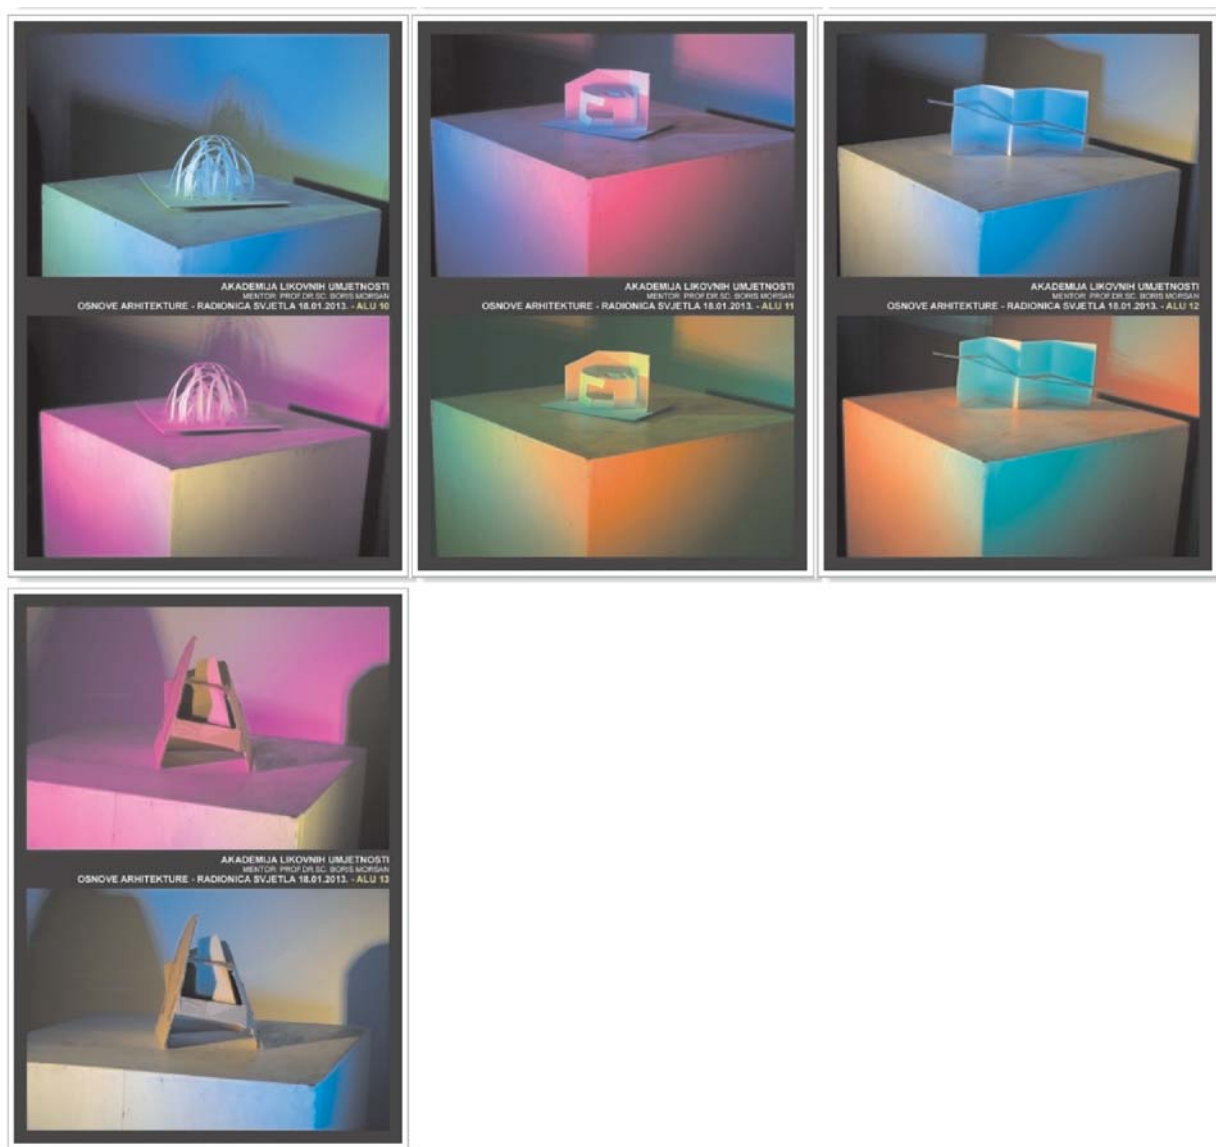 AKADEMIJA LIKOVNIH UMJETNOSTI
MENTOR: PROF.DR.SC. BORIS MORSAN
OSNOVE ARHITEKTURE - RADIONICA SVJETLA 18.01.2013. - ALU 10
AKADEMIJA LIKOVNIH UMJETNOSTI
MENTOR: PROF.DR.SC. BORIS MORSAN
OSNOVE ARHITEKTURE - RADIONICA SVJETLA 18.01.2013. - ALU 11
AKADEMIJA LIKOVNIH UMJETNOSTI
MENTOR: PROF.DR.SC. BORIS MORSAN
OSNOVE ARHITEKTURE - RADIONICA SVJETLA 18.01.2013. - ALU 12
AKADEMIJA LIKOVNIH UMJETNOSTI
MENTOR: PROF.DR.SC. BORIS MORSAN
OSNOVE ARHITEKTURE - RADIONICA SVJETLA 18.01.2013. - ALU 13